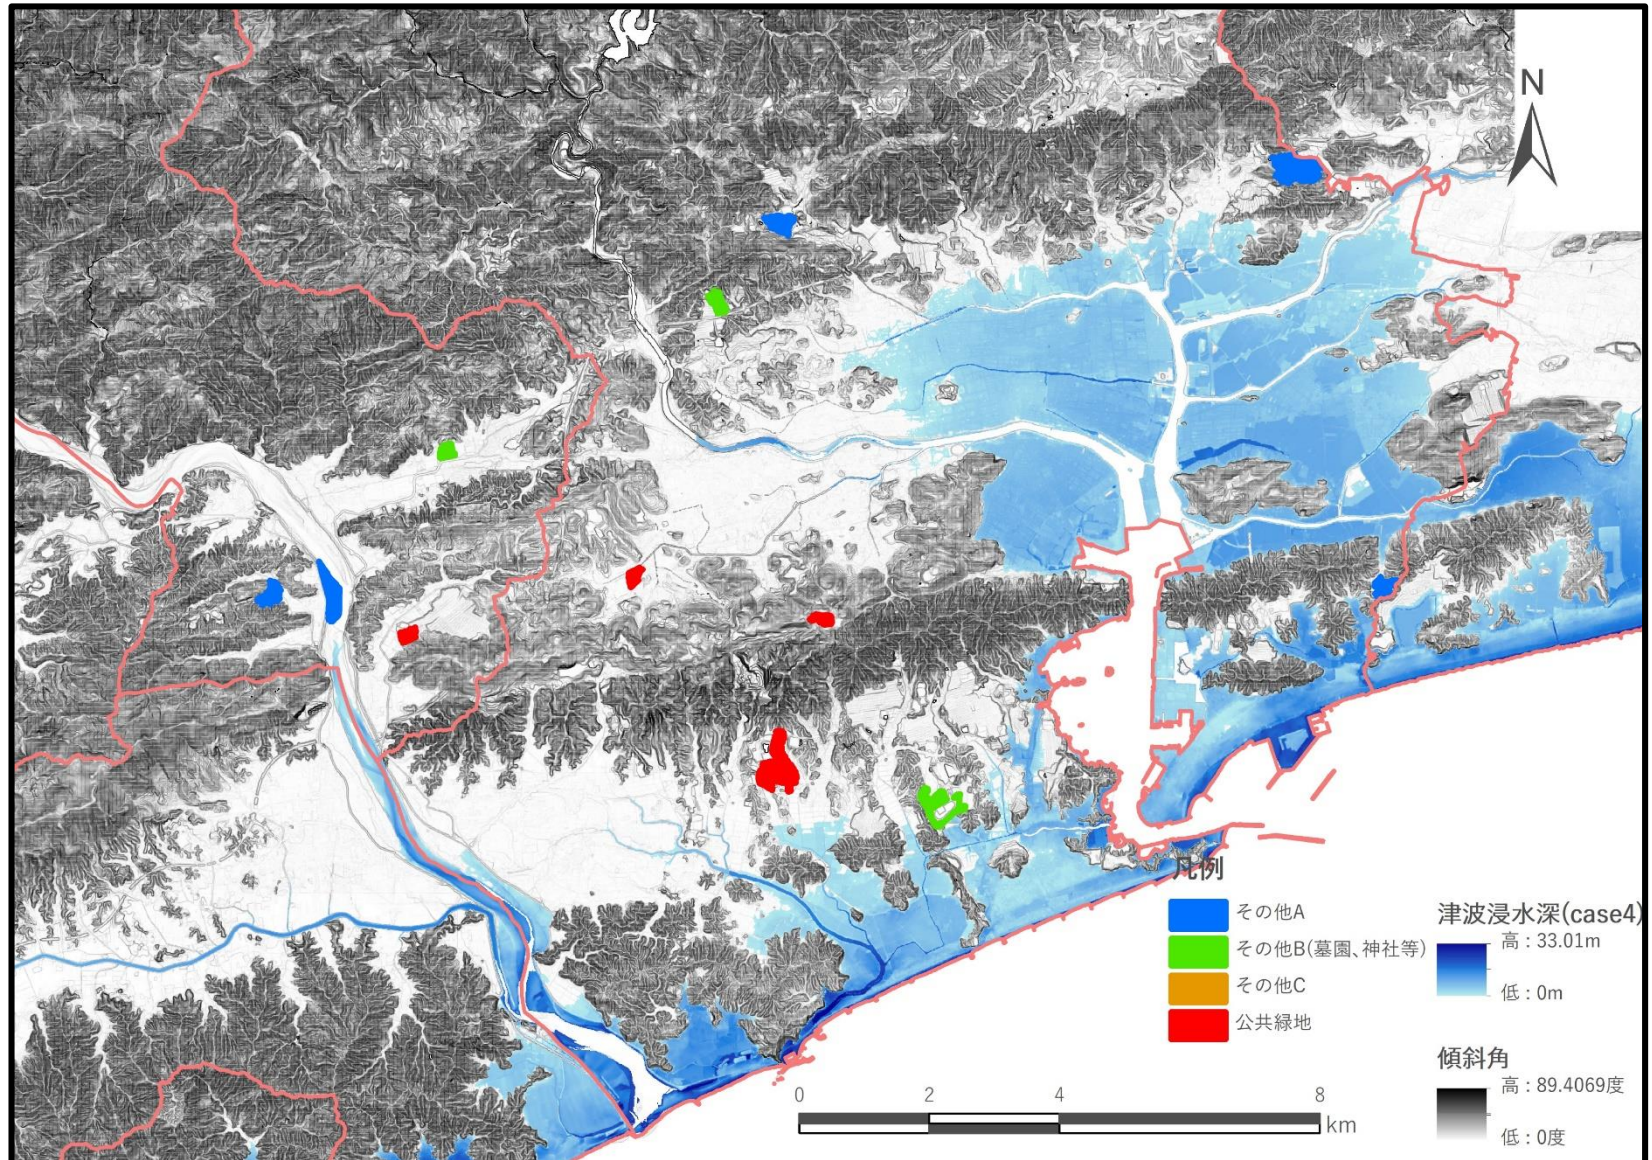 N
凡例
その他A
その他B(墓園、神社等)
その他C
公共緑地
津波浸水深(case4)
高 : 33.01m
低 : 0m
傾斜角
高 : 89.4069度
低 : 0度
0 2 4 8
km